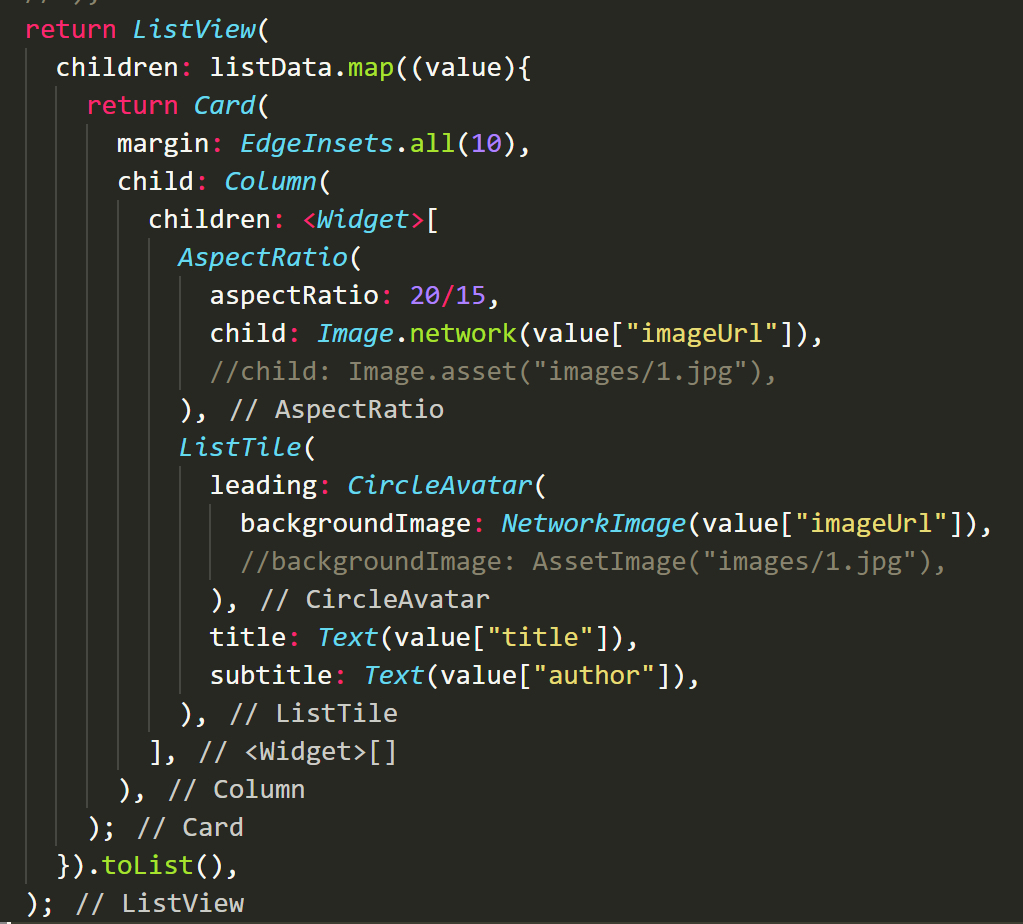 // );
return ListView(
  children: listData.map((value){
    return Card(
      margin: EdgeInsets.all(10),
      child: Column(
        children: <Widget>[
          AspectRatio(
            aspectRatio: 20/15,
            child: Image.network(value["imageUrl"]),
            //child: Image.asset("images/1.jpg"),
          ), // AspectRatio
          ListTile(
            leading: CircleAvatar(
              backgroundImage: NetworkImage(value["imageUrl"]),
              //backgroundImage: AssetImage("images/1.jpg"),
            ), // CircleAvatar
            title: Text(value["title"]),
            subtitle: Text(value["author"]),
          ), // ListTile
        ], // <Widget>[]
      ), // Column
    ); // Card
  }).toList(),
); // ListView